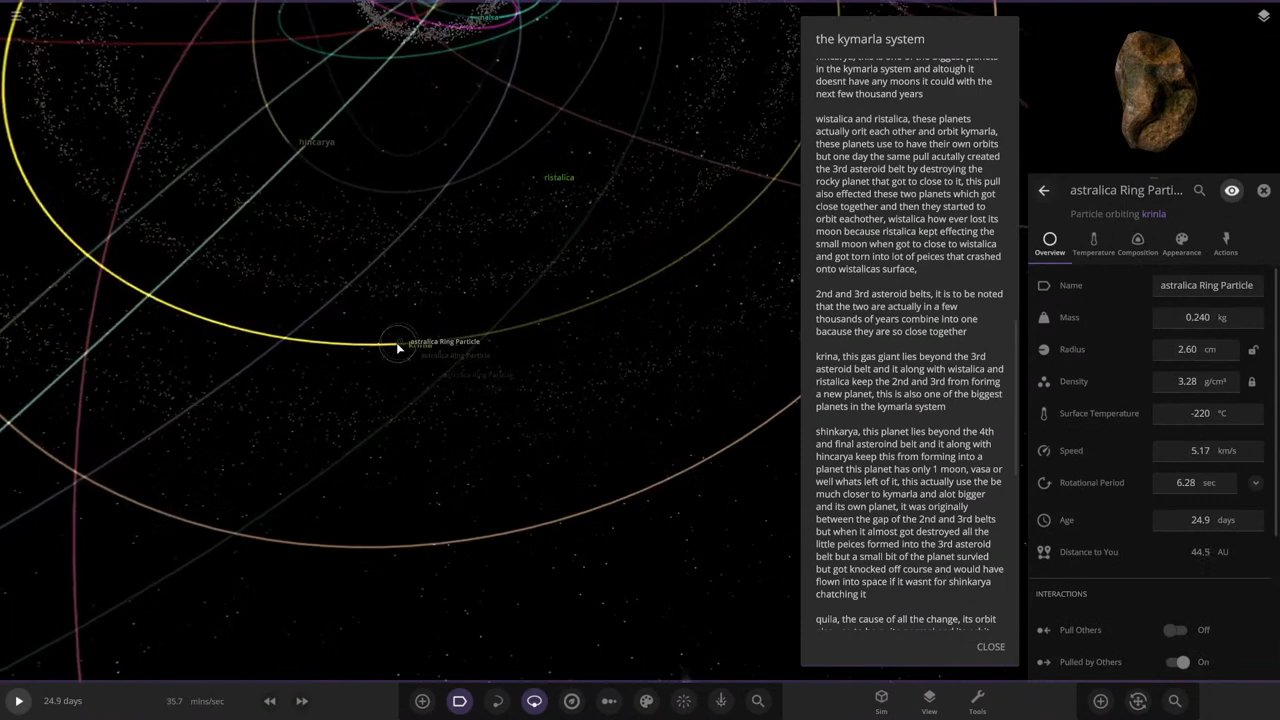 naisa
hincarya
ristalica
astralica Ring Particle
astralica Ring Particle
the kymarla system
hincarya, this is one of the biggest planets
in the kymarla system and altough it
doesnt have any moons it could with the
next few thousand years
wistalica and ristalica, these planets
actually orit each other and orbit kymarla,
these planets use to have their own orbits
but one day the same pull acutally created
the 3rd asteroid belt by destroying the
rocky planet that got to close to it, this pull
also effected these two planets which got
close together and then they started to
orbit eachother, wistalica how ever lost its
moon because ristalica kept effecting the
small moon when got to close to wistalica
and got torn into lot of peices that crashed
onto wistalicas surface,
2nd and 3rd asteroid belts, it is to be noted
that the two are actually in a few
thousands of years combine into one
bacause they are so close together
krina, this gas giant lies beyond the 3rd
asteroid belt and it along with wistalica and
ristalica keep the 2nd and 3rd from forimg
a new planet, this is also one of the biggest
planets in the kymarla system
shinkarya, this planet lies beyond the 4th
and final asteroind belt and it along with
hincarya keep this from forming into a
planet this planet has only 1 moon, vasa or
well whats left of it, this actually use the be
much closer to kymarla and alot bigger
and its own planet, it was originally
between the gap of the 2nd and 3rd belts
but when it almost got destroyed all the
little peices formed into the 3rd asteroid
belt but a small bit of the planet survied
but got knocked off course and would have
flown into space if it wasnt for shinkarya
chatching it
quila, the cause of all the change, its orbit
CLOSE
astralica Ring Parti...
Particle orbiting krinla
Overview Temperature Composition Appearance Actions
Name astralica Ring Particle
Mass 0.240 kg
Radius 2.60 cm
Density 3.28 g/cm³
Surface Temperature -220 °C
Speed 5.17 km/s
Rotational Period 6.28 sec
Age 24.9 days
Distance to You 44.5 AU
INTERACTIONS
Pull Others Off
Pulled by Others On
24.9 days 35.7 mins/sec
Sim View Tools